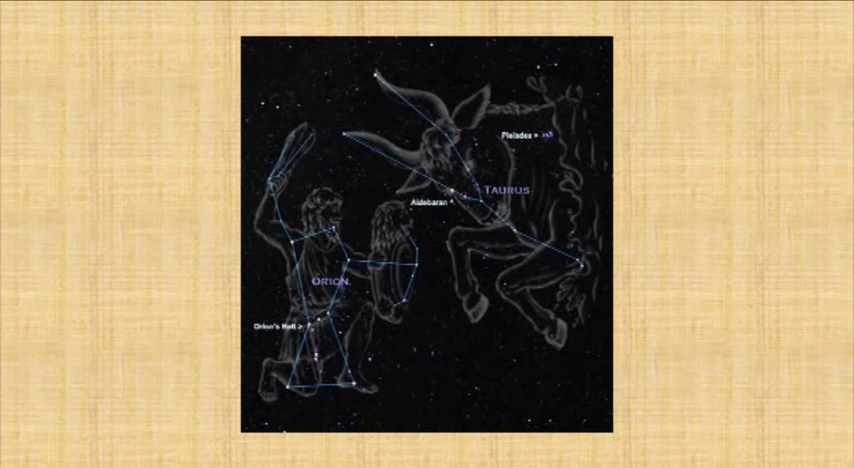 Pleiades >
TAURUS
Aldebaran ^
ORION
Orion's Belt >